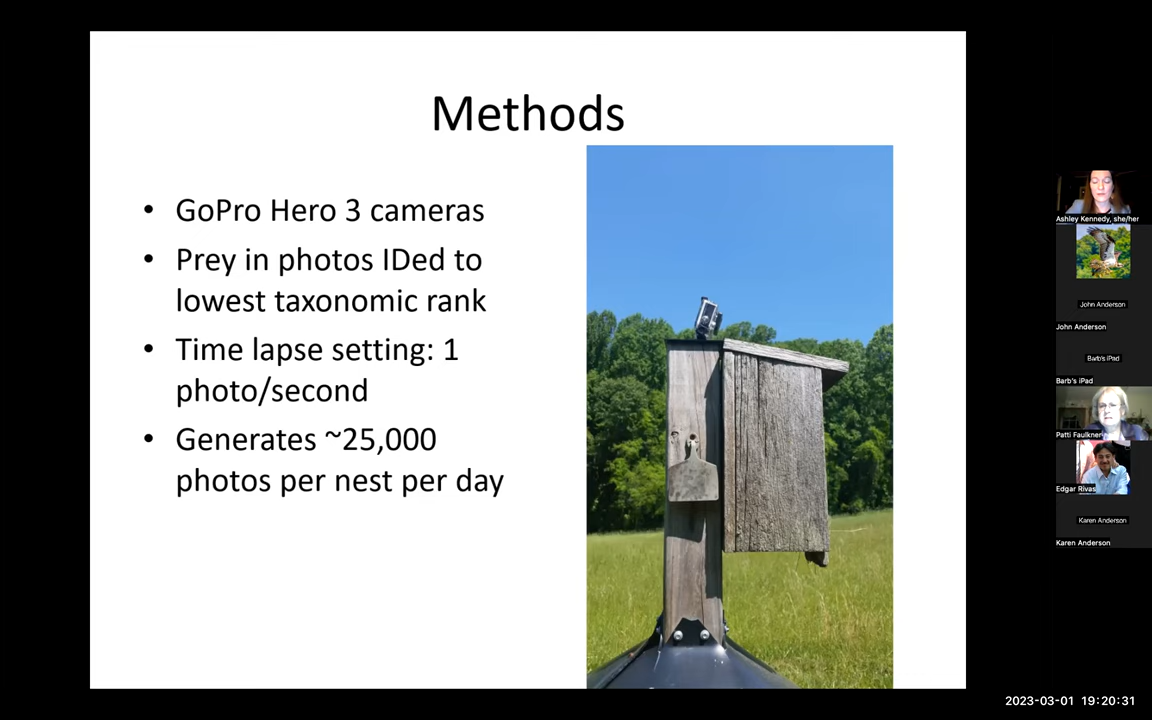 Methods
• GoPro Hero 3 cameras
• Prey in photos IDed to
lowest taxonomic rank
• Time lapse setting: 1
photo/second
• Generates ~25,000
photos per nest per day
Ashley Kennedy, she/her
John Anderson
John Anderson
Barb's iPad
Barb's iPad
Patti Faulkner
Edgar Rivas
Karen Anderson
Karen Anderson
2023-03-01 19:20:31